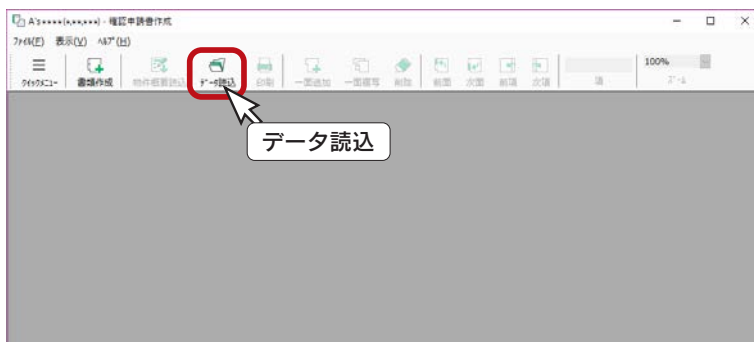 A's****(*,**,***) - 確認申請書作成
ﾌｧｲﾙ(F) 表示(V) ﾍﾙﾌﾟ(H)
ｸｲｯｸﾒﾆｭｰ 書類作成 物件概要読込 ﾃﾞｰﾀ読込 印刷 一面追加 一面複写 削除 前面 次面 前項 次項 項 100% ｽﾞｰﾑ
データ読込